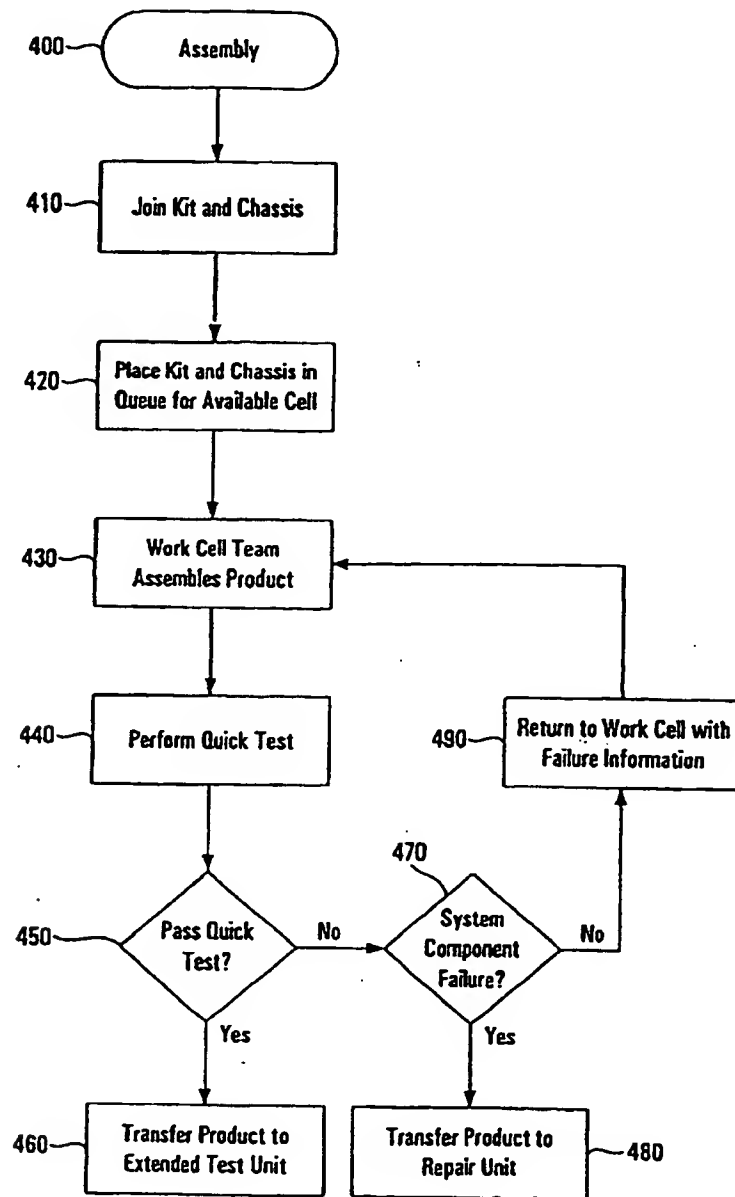 400
Assembly
410
Join Kit and Chassis
420
Place Kit and Chassis in
Queue for Available Cell
430
Work Cell Team
Assembles Product
440
Perform Quick Test
490
Return to Work Cell with
Failure Information
450
Pass Quick
Test?
No
470
System
Component
Failure?
No
Yes
Yes
460
Transfer Product to
Extended Test Unit
Transfer Product to
Repair Unit
480